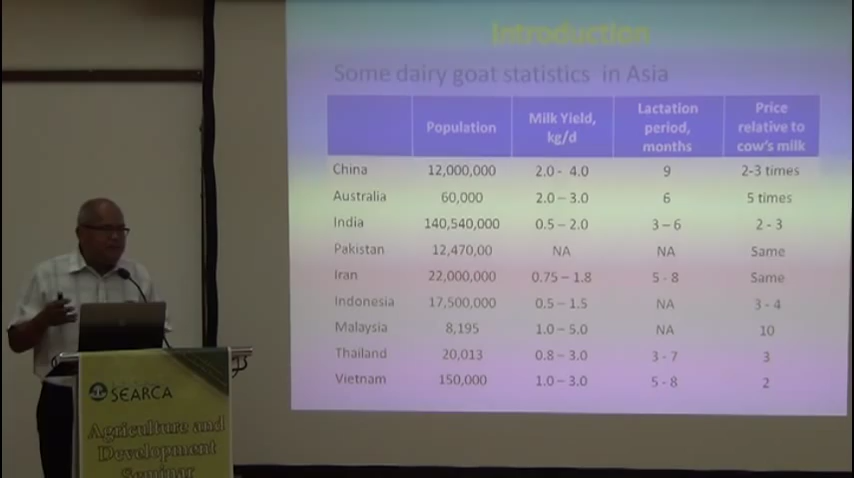 Introduction
Some dairy goat statistics in Asia
Population Milk Yield, kg/d Lactation period, months Price relative to cow's milk
China 12,000,000 2.0 - 4.0 9 2-3 times
Australia 60,000 2.0 – 3.0 6 5 times
India 140,540,000 0.5 – 2.0 3 – 6 2 - 3
Pakistan 12,470,00 NA NA Same
Iran 22,000,000 0.75 – 1.8 5 - 8 Same
Indonesia 17,500,000 0.5 – 1.5 NA 3 - 4
Malaysia 8,195 1.0 – 5.0 NA 10
Thailand 20,013 0.8 – 3.0 3 - 7 3
Vietnam 150,000 1.0 – 3.0 5 - 8 2
SEARCA
Agriculture and
Development
Seminar